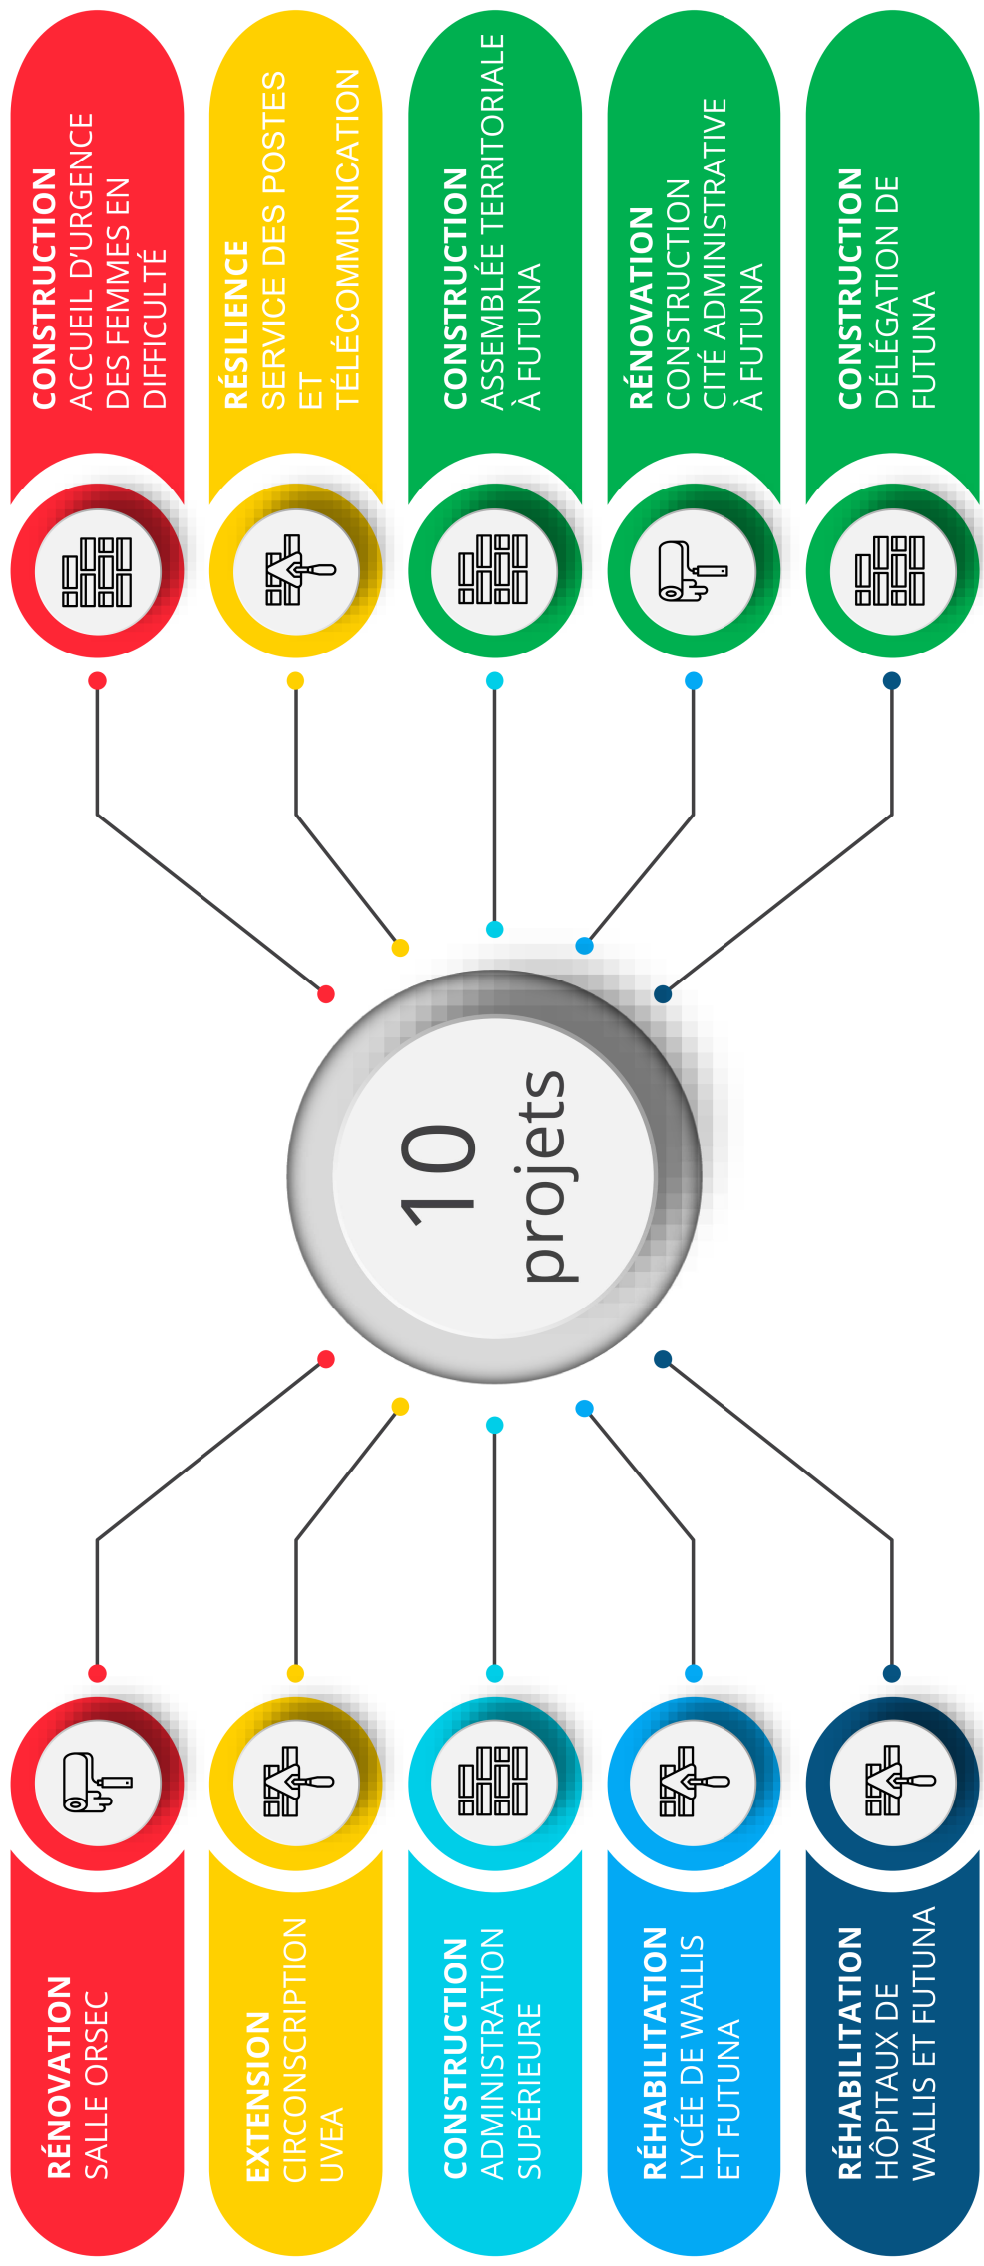 RÉNOVATION
SALLE ORSEC
EXTENSION
CIRCONSCRIPTION
UVEA
CONSTRUCTION
ADMINISTRATION
SUPÉRIEURE
RÉHABILITATION
LYCÉE DE WALLIS
ET FUTUNA
RÉHABILITATION
HÔPITAUX DE
WALLIS ET FUTUNA
10
projets
CONSTRUCTION
ACCUEIL D'URGENCE
DES FEMMES EN
DIFFICULTÉ
RÉSILIENCE
SERVICE DES POSTES
ET
TÉLÉCOMMUNICATION
CONSTRUCTION
ASSEMBLÉE TERRITORIALE
À FUTUNA
RÉNOVATION
CONSTRUCTION
CITÉ ADMINISTRATIVE
À FUTUNA
CONSTRUCTION
DÉLÉGATION DE
FUTUNA